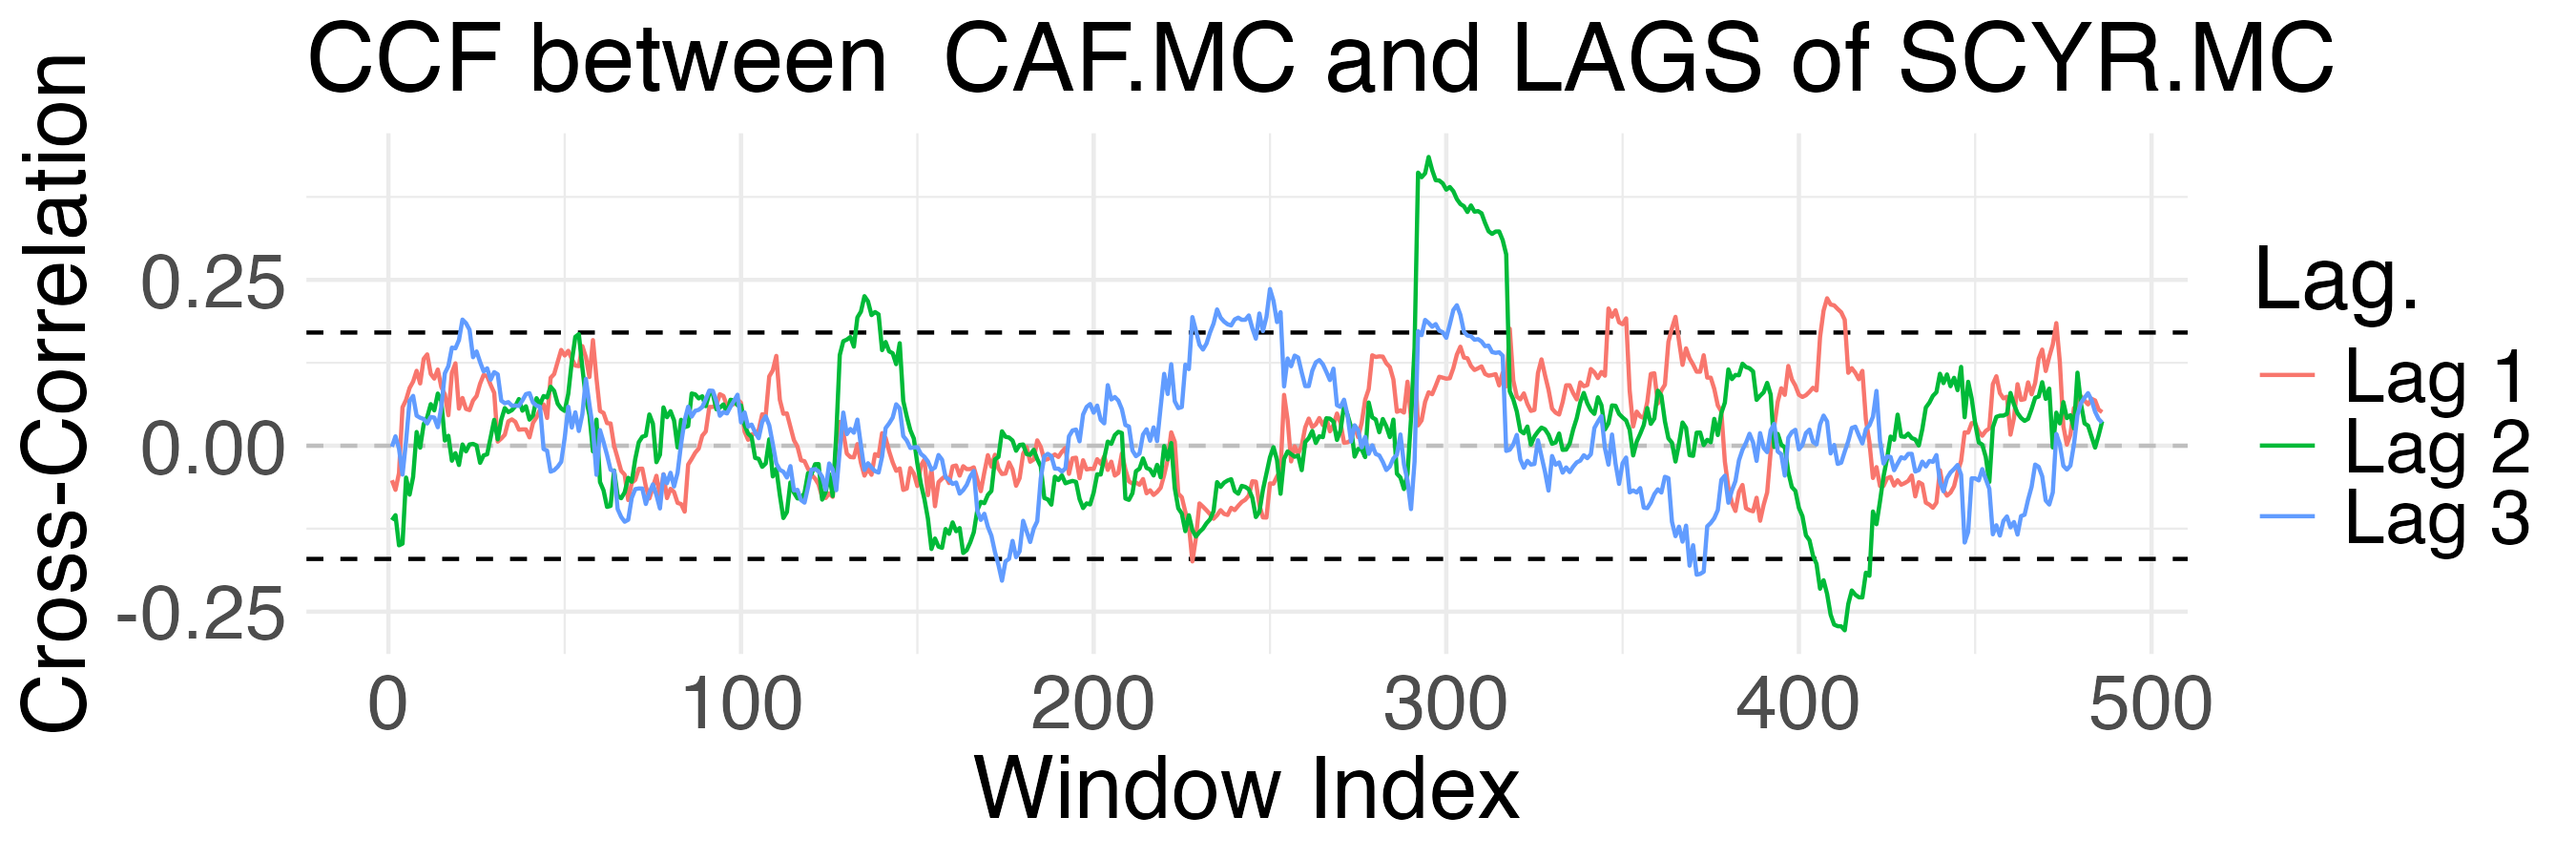 CCF between  CAF.MC and LAGS of SCYR.MC
Cross-Correlation
0.25
0.00
-0.25
0 100 200 300 400 500
Window Index
Lag.
Lag 1
Lag 2
Lag 3